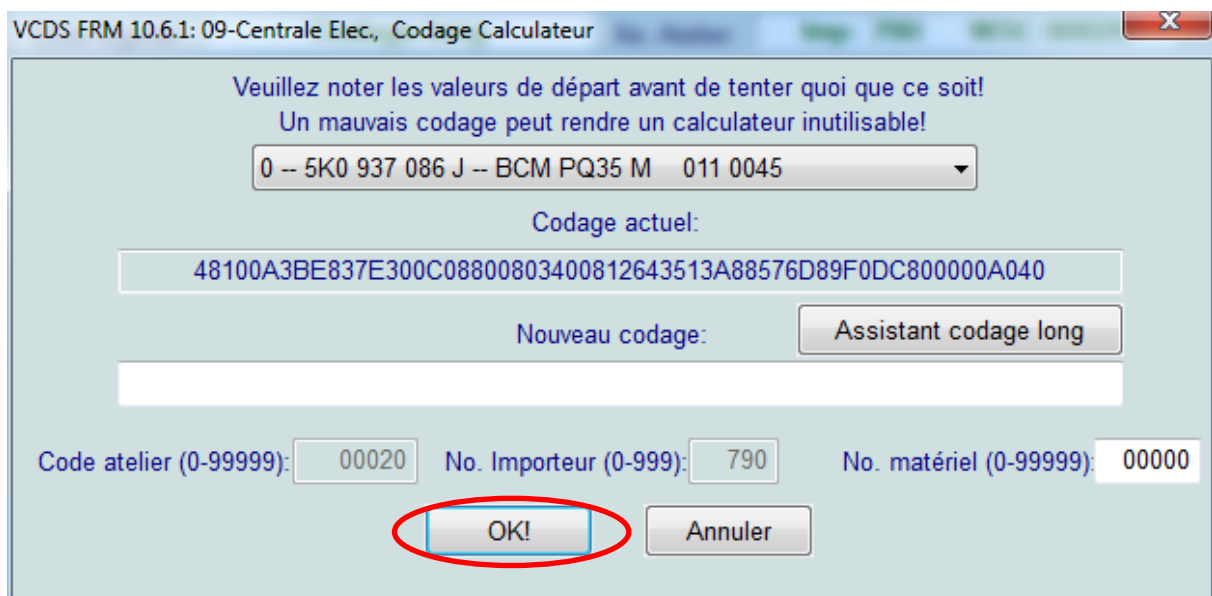 VCDS FRM 10.6.1: 09-Centrale Elec., Codage Calculateur
Veuillez noter les valeurs de départ avant de tenter quoi que ce soit!
Un mauvais codage peut rendre un calculateur inutilisable!
0 -- 5K0 937 086 J -- BCM PQ35 M 011 0045
Codage actuel:
48100A3BE837E300C08800803400812643513A88576D89F0DC800000A040
Nouveau codage: Assistant codage long
Code atelier (0-99999): 00020 No. Importeur (0-999): 790 No. matériel (0-99999): 00000
OK! Annuler